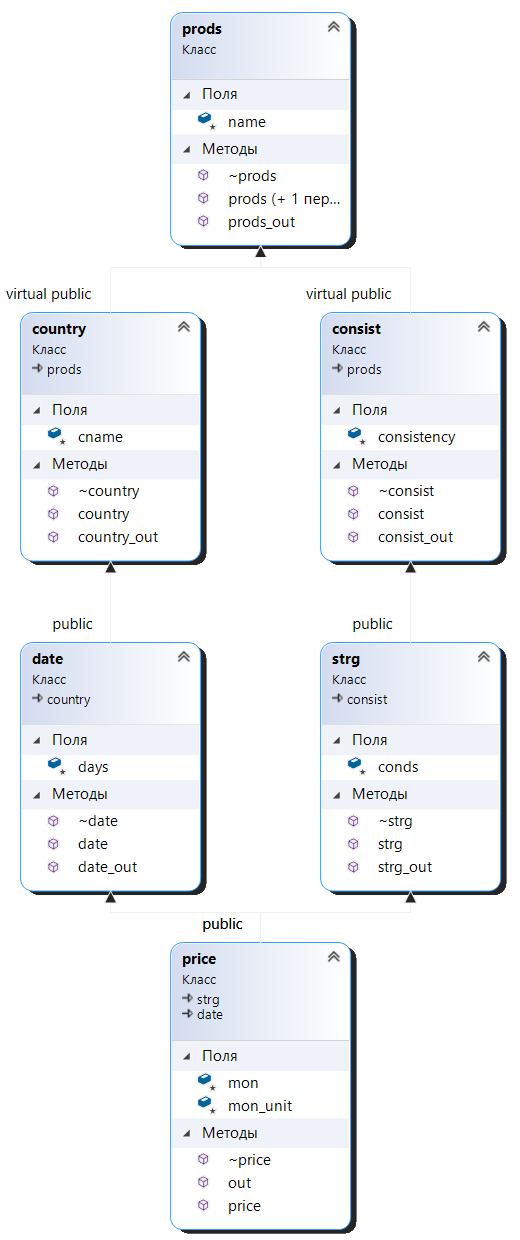 prods
Класс
Поля
name
Методы
~prods
prods (+ 1 пер...
prods_out
virtual public
virtual public
country
Класс
prods
Поля
cname
Методы
~country
country
country_out
consist
Класс
prods
Поля
consistency
Методы
~consist
consist
consist_out
public
public
date
Класс
country
Поля
days
Методы
~date
date
date_out
strg
Класс
consist
Поля
conds
Методы
~strg
strg
strg_out
public
price
Класс
strg
date
Поля
mon
mon_unit
Методы
~price
out
price